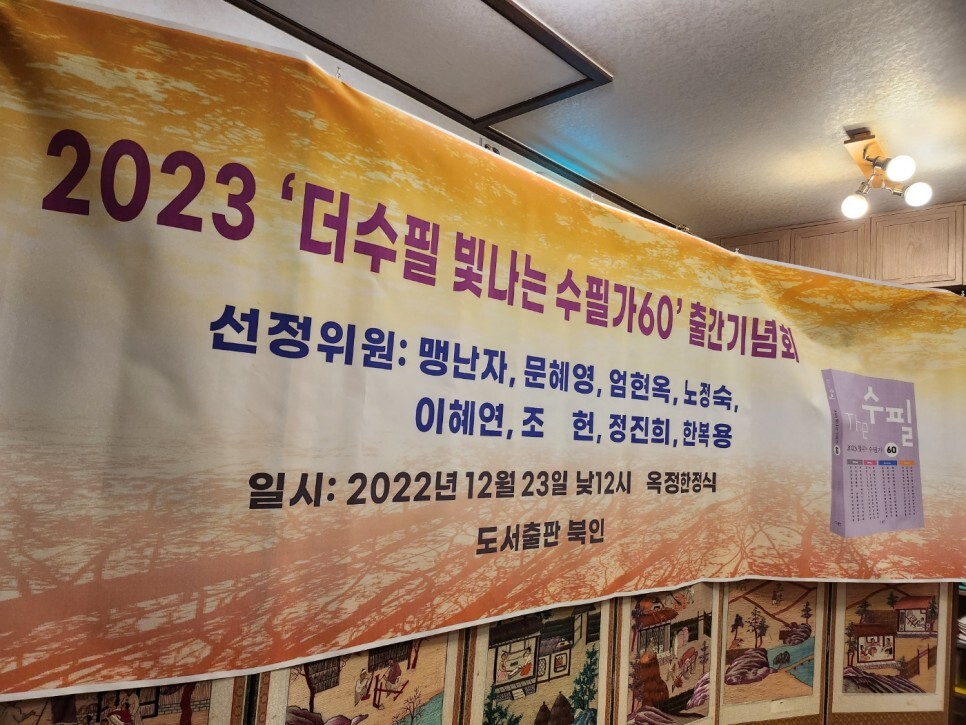 2023 ‘더수필 빛나는 수필가60’ 출간기념회
선정위원: 맹난자, 문혜영, 엄현옥, 노정숙,
이혜연, 조 헌, 정진희, 한복용
일시: 2022년 12월 23일 낮12시 옥정한정식
도서출판 북인
The 수필
60